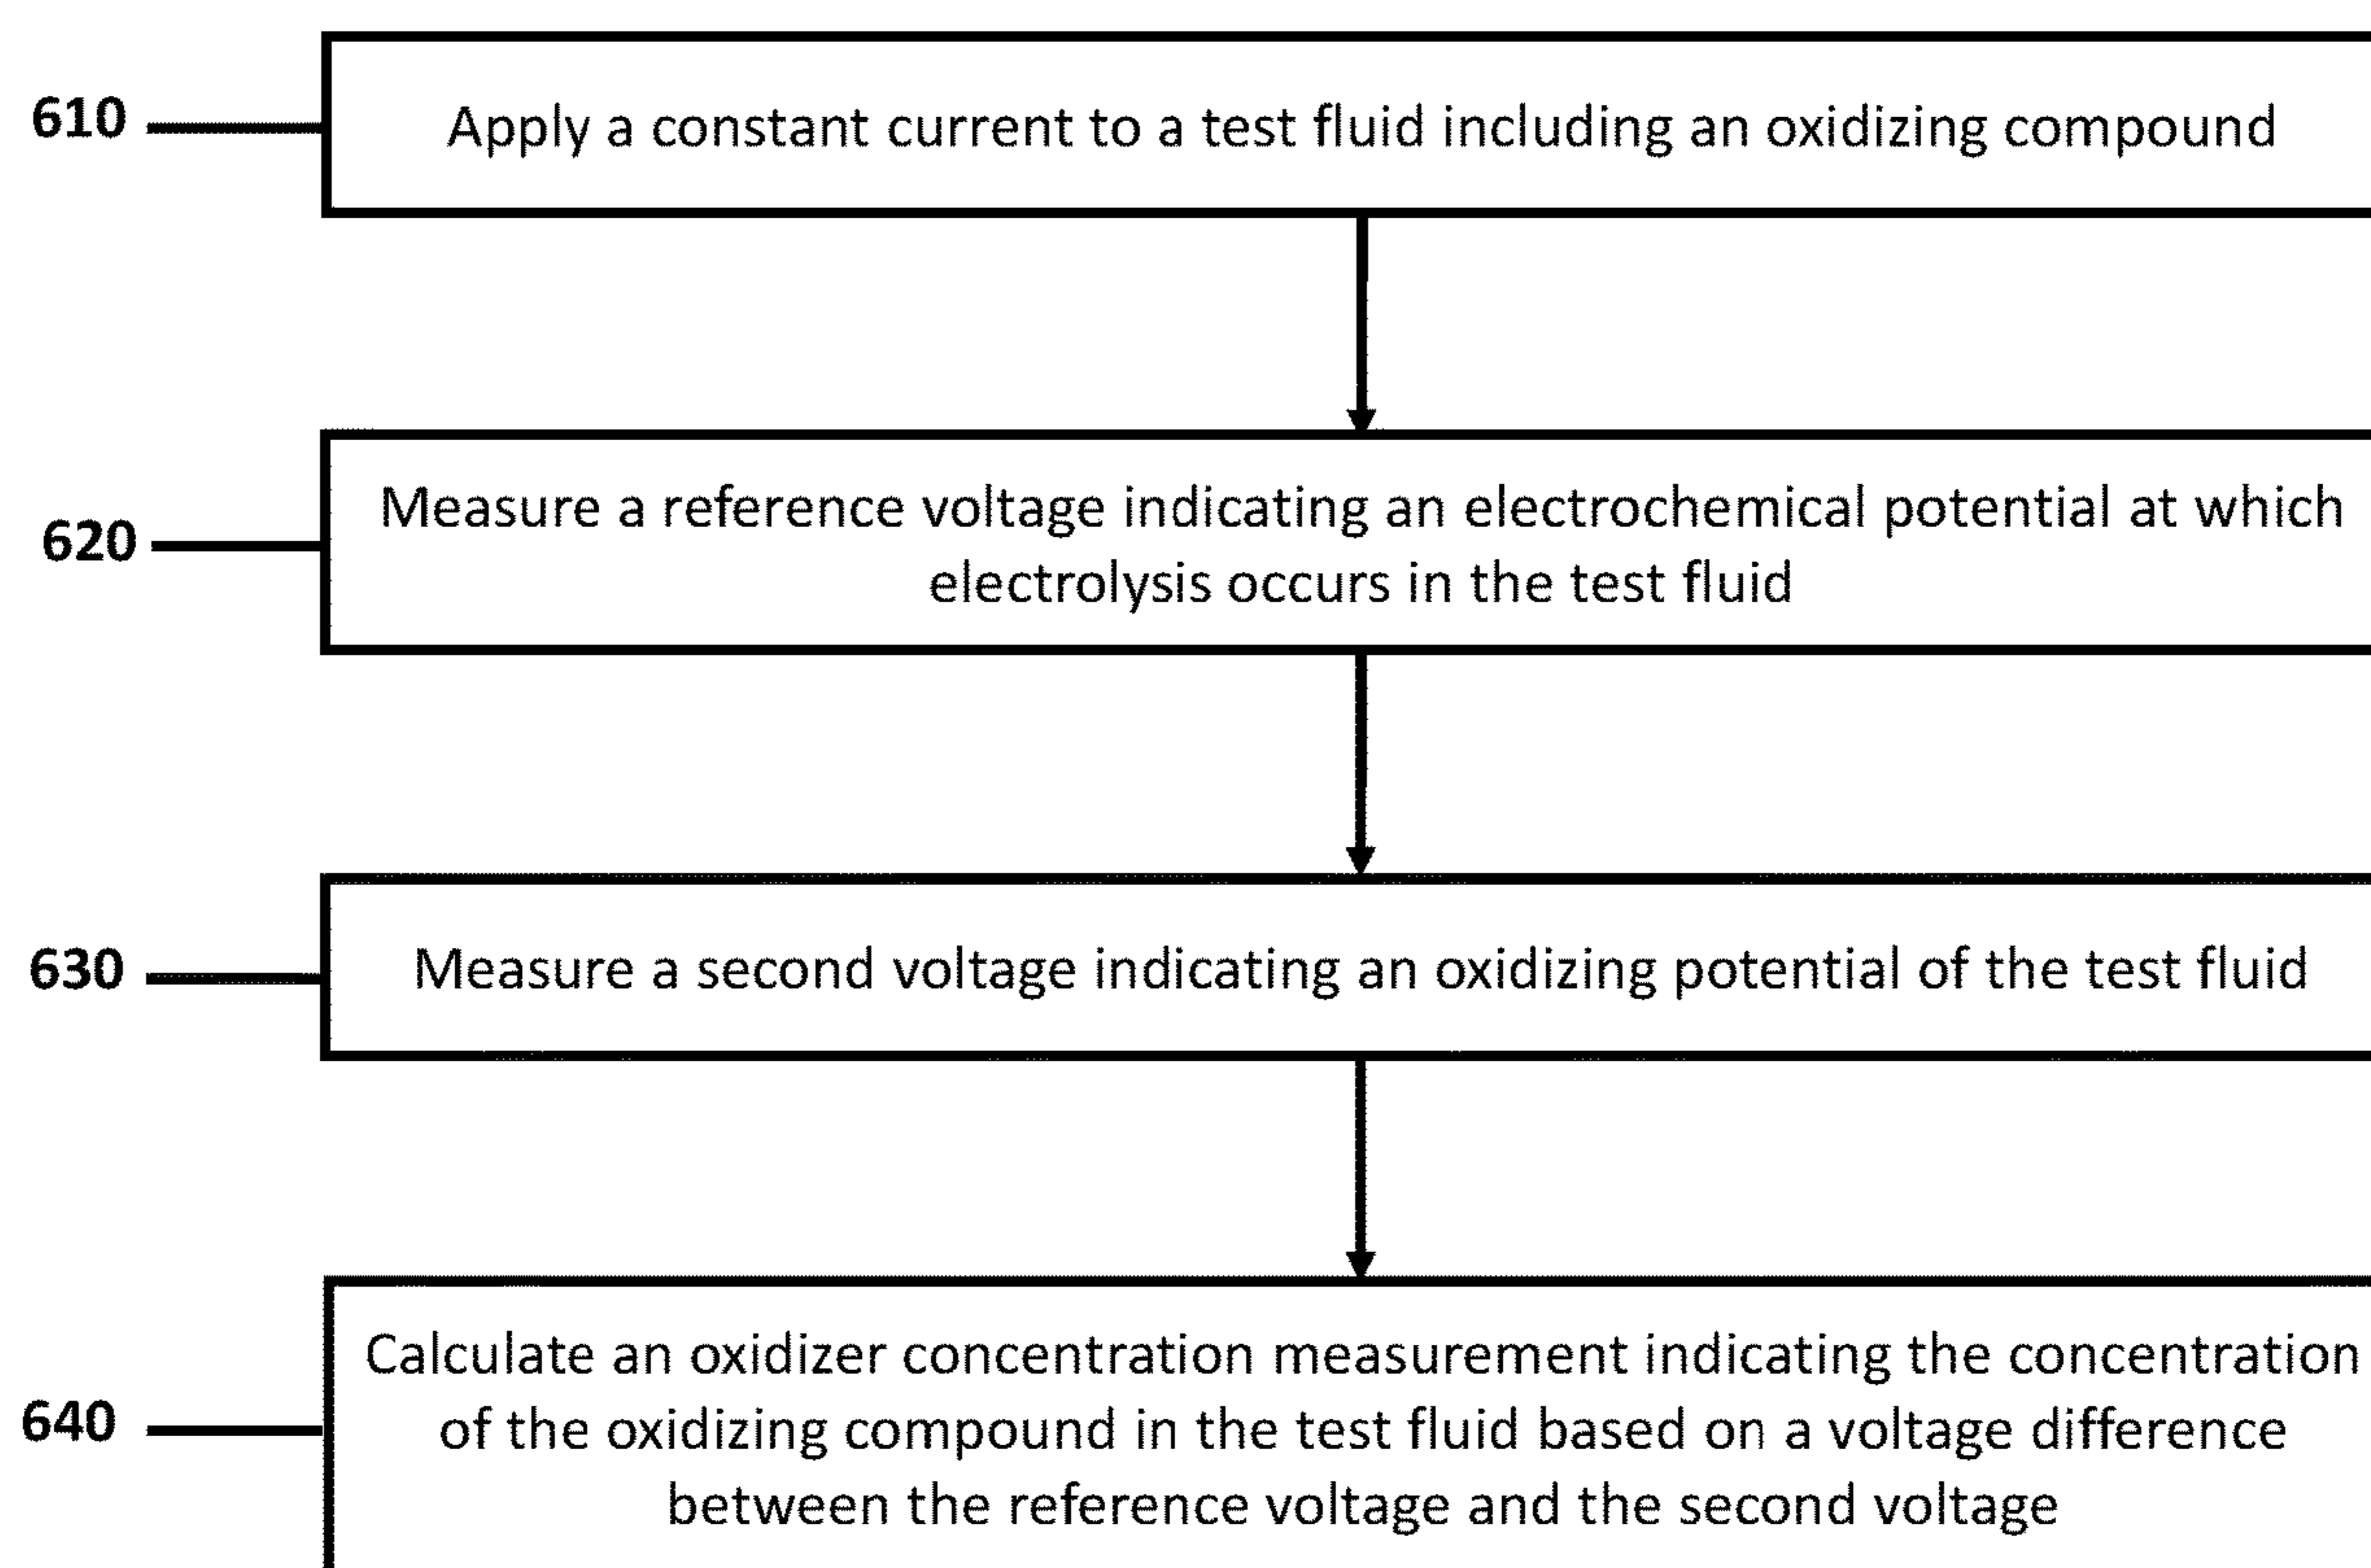 610
Apply a constant current to a test fluid including an oxidizing compound
620
Measure a reference voltage indicating an electrochemical potential at which
electrolysis occurs in the test fluid
630
Measure a second voltage indicating an oxidizing potential of the test fluid
640
Calculate an oxidizer concentration measurement indicating the concentration
of the oxidizing compound in the test fluid based on a voltage difference
between the reference voltage and the second voltage